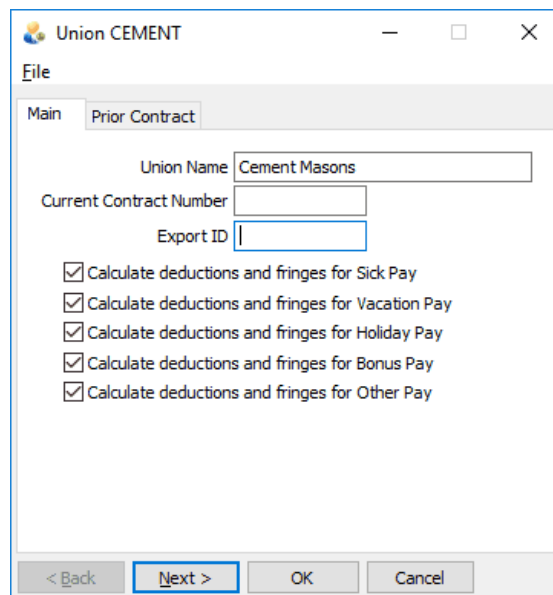 Union CEMENT
File
Main Prior Contract
Union Name Cement Masons
Current Contract Number
Export ID
Calculate deductions and fringes for Sick Pay
Calculate deductions and fringes for Vacation Pay
Calculate deductions and fringes for Holiday Pay
Calculate deductions and fringes for Bonus Pay
Calculate deductions and fringes for Other Pay
< Back Next > OK Cancel